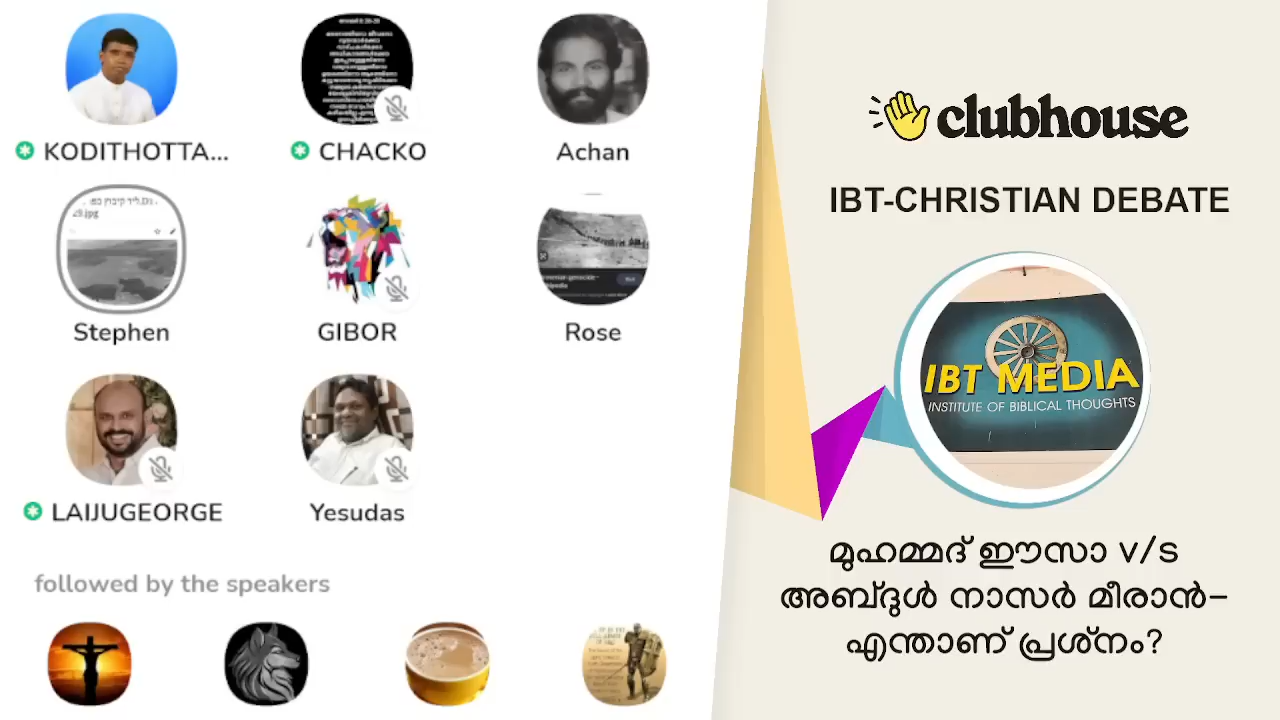 KODITHOTTA...
CHACKO
Achan
Stephen
GIBOR
Rose
LAIJUGEORGE
Yesudas
followed by the speakers
clubhouse
IBT-CHRISTIAN DEBATE
IBT MEDIA
INSTITUTE OF BIBLICAL THOUGHTS
മുഹമ്മദ് ഈസാ v/s
അബ്ദുൾ നാസർ മീരാൻ-
എന്താണ് പ്രശ്നം?